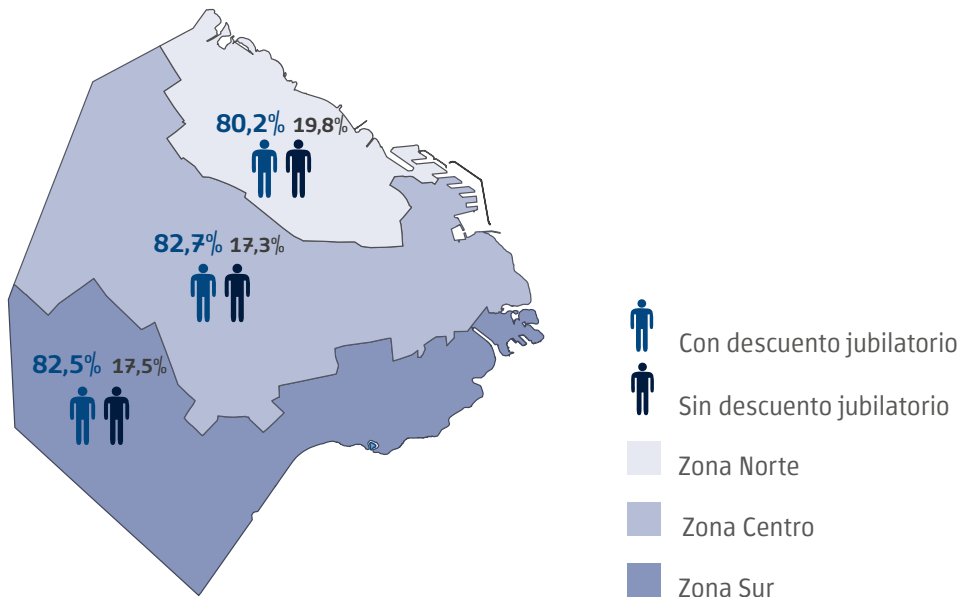 80,2% 19,8%
82,7% 17,3%
82,5% 17,5%
Con descuento jubilatorio
Sin descuento jubilatorio
Zona Norte
Zona Centro
Zona Sur